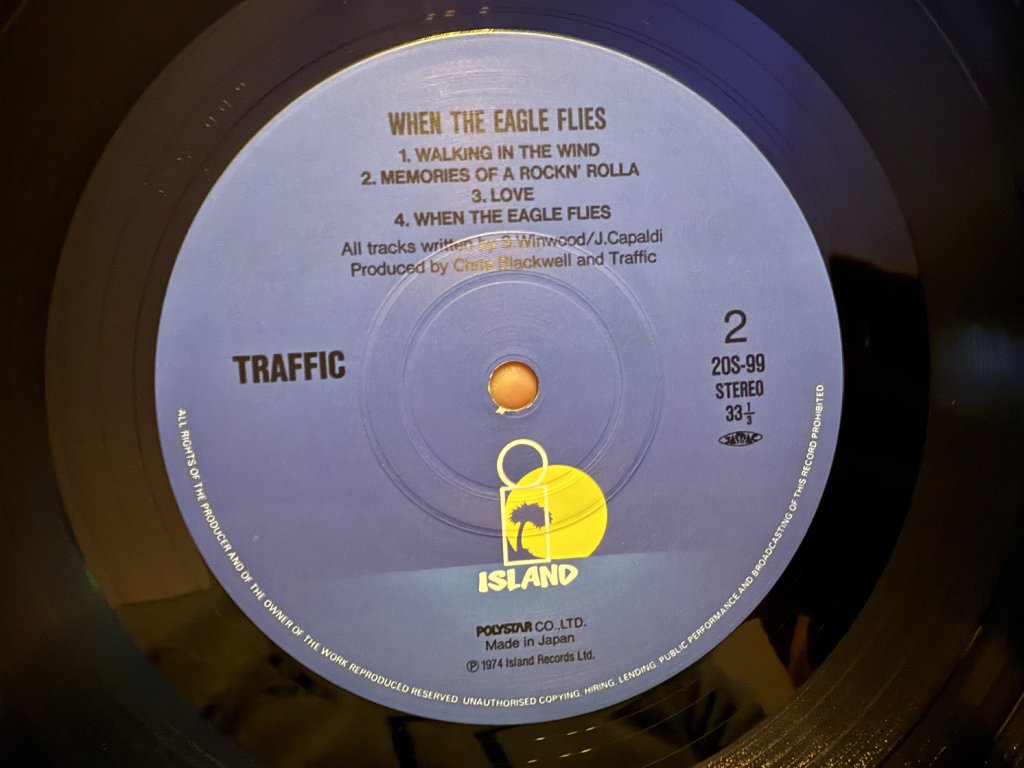 WHEN THE EAGLE FLIES
1. WALKING IN THE WIND
2. MEMORIES OF A ROCKN' ROLLA
3. LOVE
4. WHEN THE EAGLE FLIES
All tracks written by S.Winwood/J.Capaldi
Produced by Chris Blackwell and Traffic
TRAFFIC
2
20S-99
STEREO
33⅓
JASRAC
ISLAND
POLYSTAR CO.,LTD.
Made in Japan
℗ 1974 Island Records Ltd.
ALL RIGHTS OF THE PRODUCER AND OF THE OWNER OF THE WORK REPRODUCED RESERVED. UNAUTHORISED COPYING, HIRING, LENDING, PUBLIC PERFORMANCE AND BROADCASTING OF THIS RECORD PROHIBITED